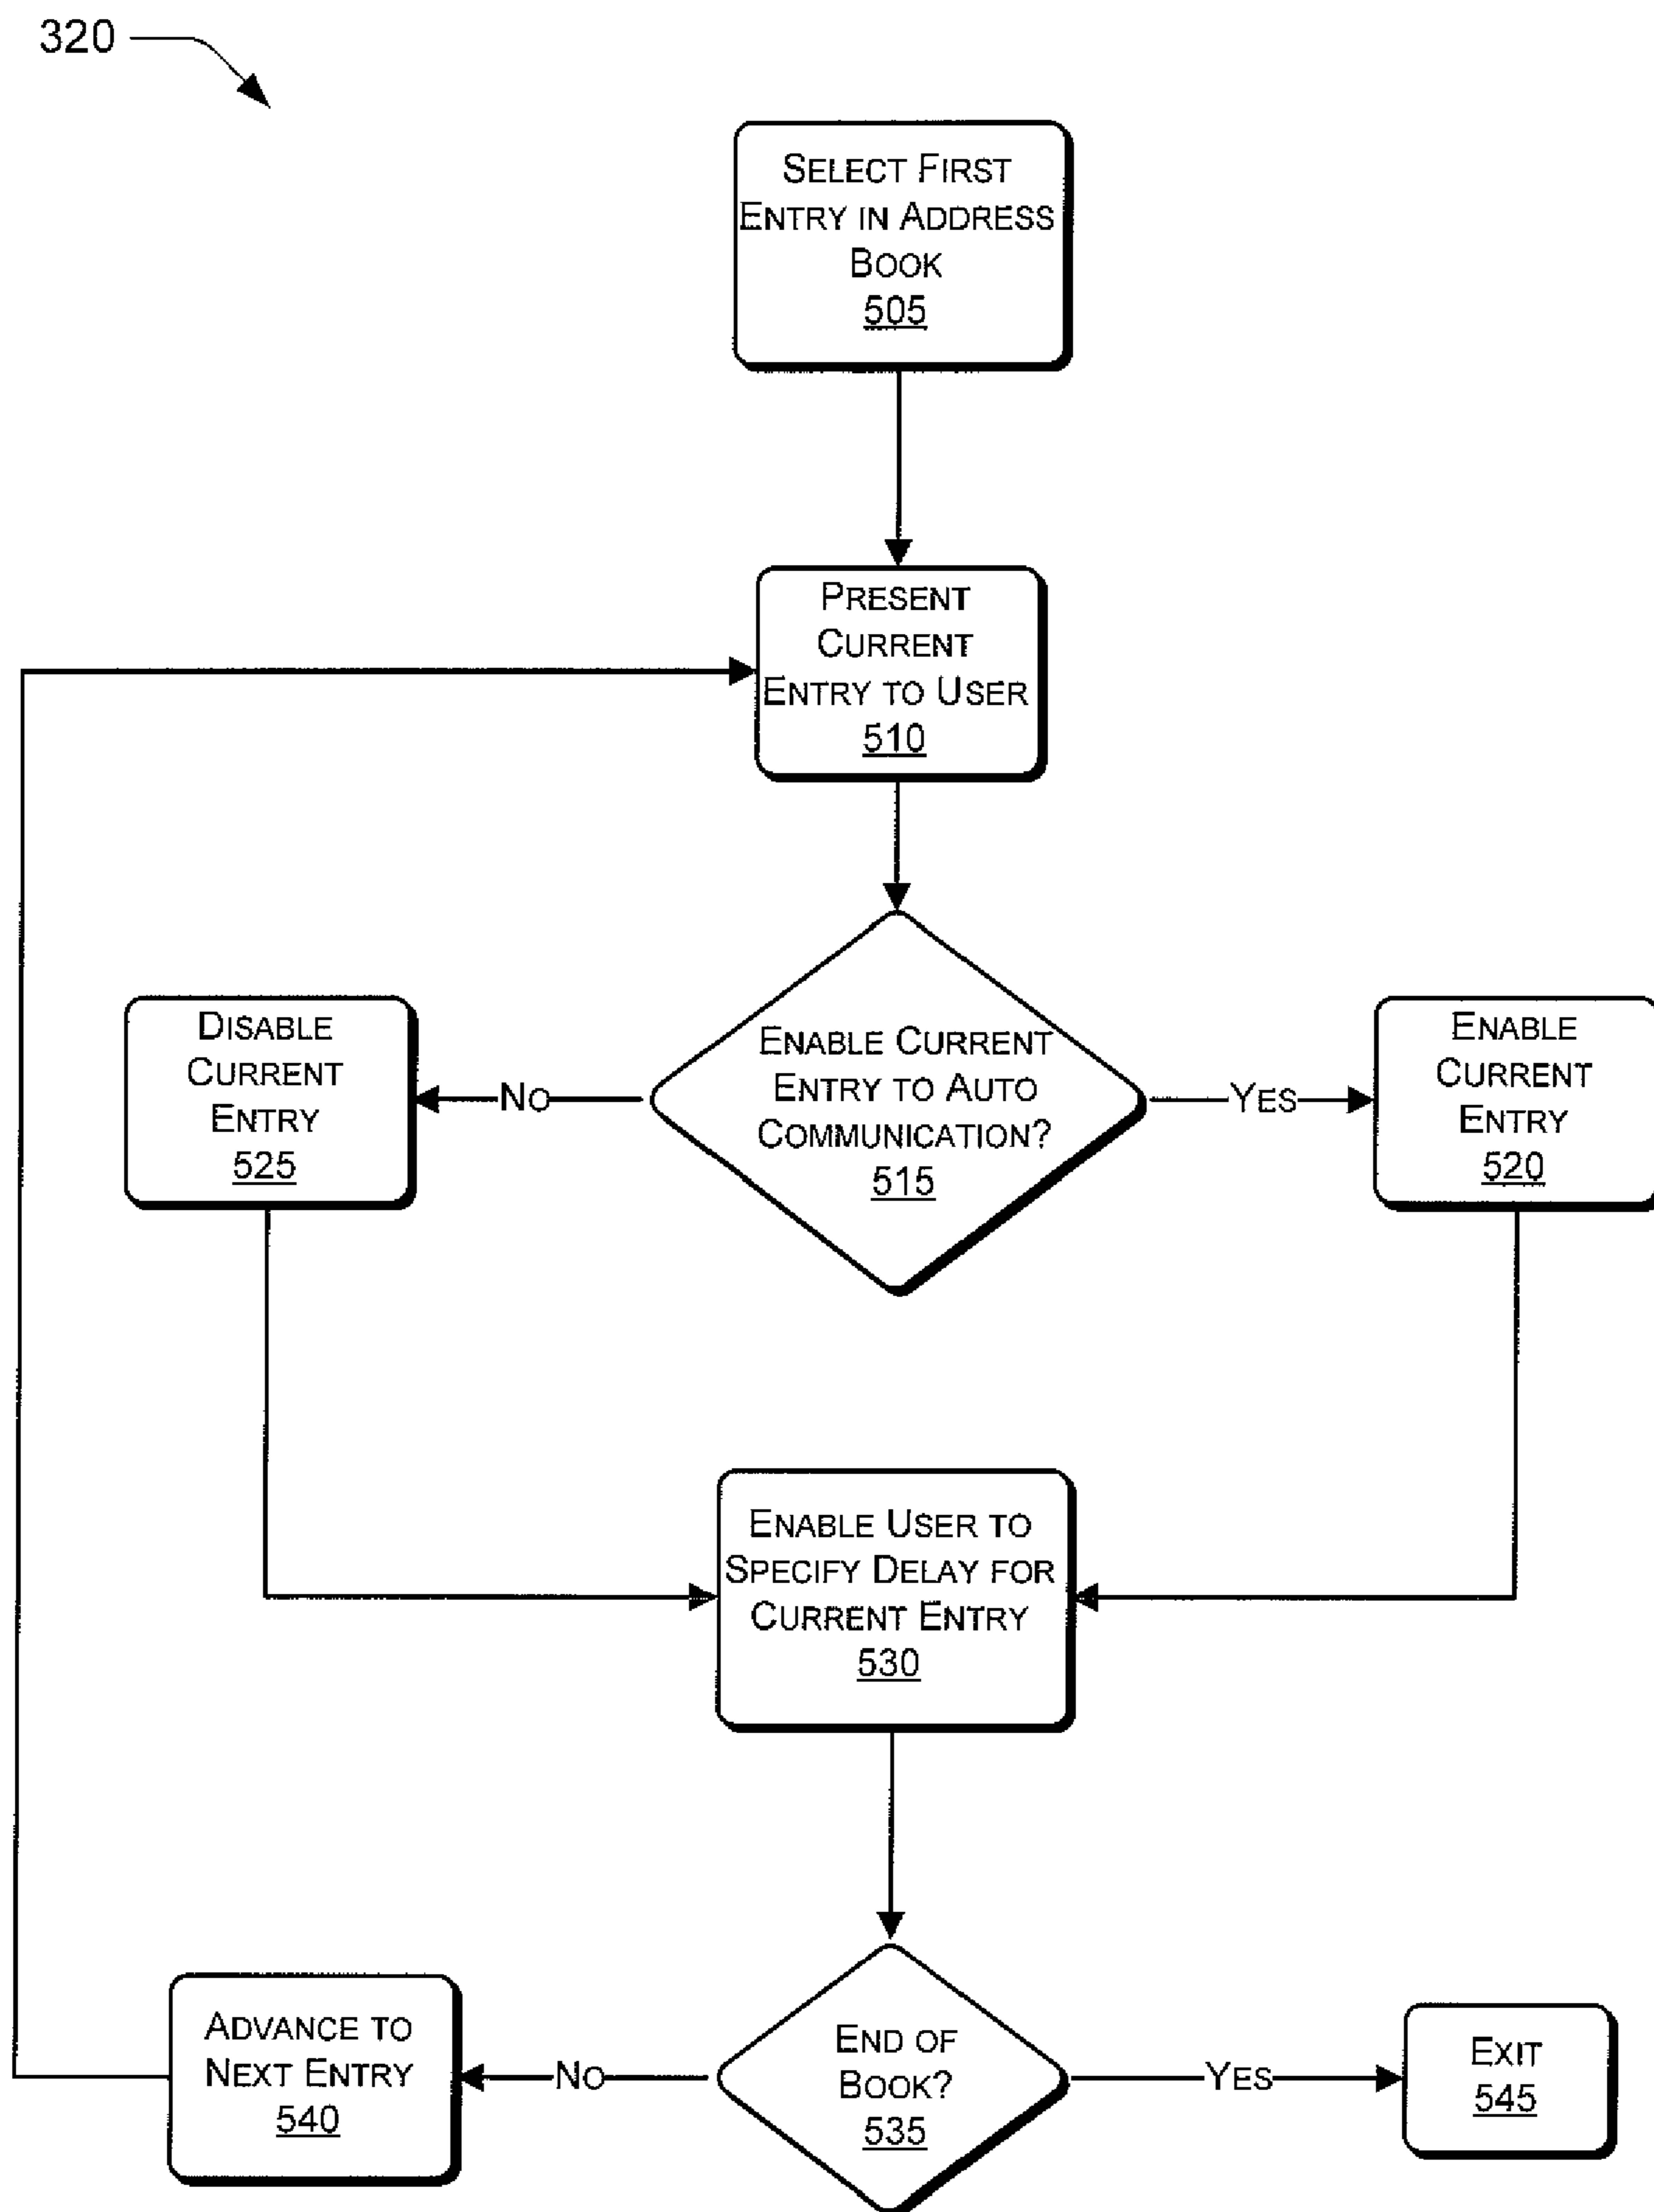 320
SELECT FIRST
ENTRY IN ADDRESS
BOOK
505
PRESENT
CURRENT
ENTRY TO USER
510
DISABLE
CURRENT
ENTRY
525
NO
ENABLE CURRENT
ENTRY TO AUTO
COMMUNICATION?
515
YES
ENABLE
CURRENT
ENTRY
520
ENABLE USER TO
SPECIFY DELAY FOR
CURRENT ENTRY
530
ADVANCE TO
NEXT ENTRY
540
NO
END OF
BOOK?
535
YES
EXIT
545